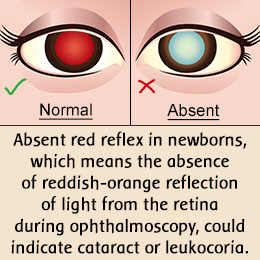 Normal
Absent
Absent red reflex in newborns,
which means the absence
of reddish-orange reflection
of light from the retina
during ophthalmoscopy, could
indicate cataract or leukocoria.